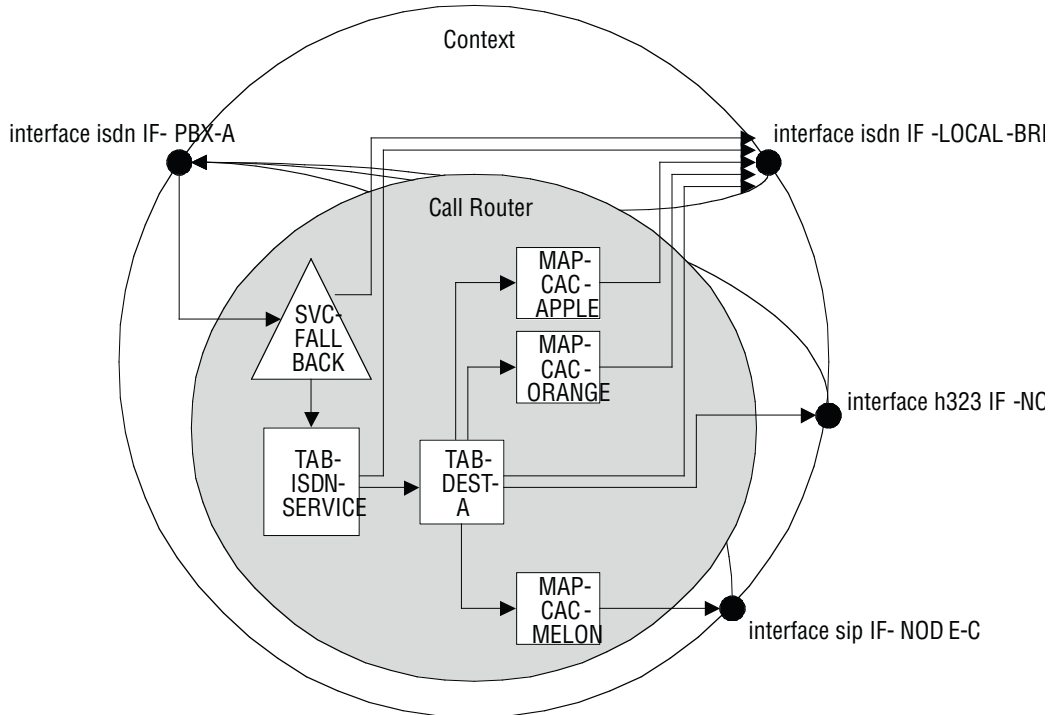 Context
interface isdn IF- PBX-A
interface isdn IF -LOCAL -BRI
Call Router
SVC-
FALL
BACK
MAP-
CAC-
APPLE
MAP-
CAC-
ORANGE
interface h323 IF -NO
TAB-
ISDN-
SERVICE
TAB-
DEST-
A
MAP-
CAC -
MELON
interface sip IF- NOD E-C